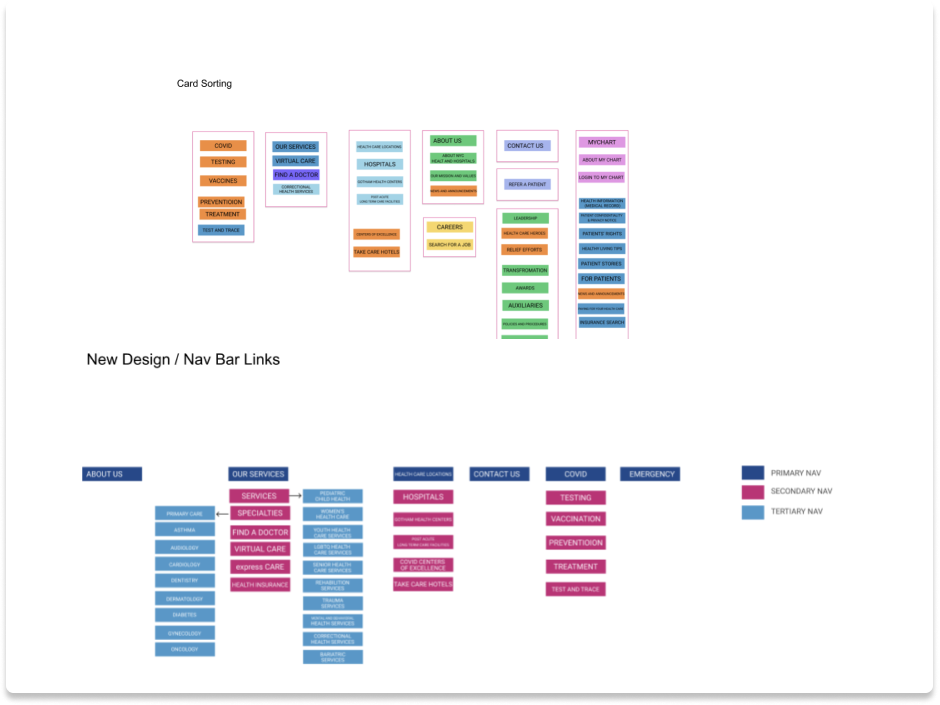 Card Sorting
COVID
TESTING
VACCINES
PREVENTIOION
TREATMENT
TEST AND TRACE
OUR SERVICES
VIRTUAL CARE
FIND A DOCTOR
CORRECTIONAL
HEALTH SERVICES
HEALTH CARE LOCATIONS
HOSPITALS
GOTHAM HEALTH CENTERS
POST-ACUTE
LONG TERM CARE FACILITIES
CENTERS OF EXCELLENCE
TAKE CARE HOTELS
ABOUT US
ABOUT NYC
HEALT AND HOSPITALS
OUR MISSION AND VALUES
NEWS AND ANNOUNCEMENTS
CAREERS
SEARCH FOR A JOB
CONTACT US
REFER A PATIENT
LEADERSHIP
HEALTH CARE HEROES
RELIEF EFFORTS
TRANSFROMATION
AWARDS
AUXILIARIES
POLICIES AND PROCEDURES
MYCHART
ABOUT MY CHART
LOGIN TO MY CHART
HEALTH INFORMATION
(MEDICAL RECORD)
PATIENT CONFIDENTIALITY
& PRIVACY RIGHTS
PATIENTS' RIGHTS
HEALTHY LIVING TIPS
PATIENT STORIES
FOR PATIENTS
NEWS AND ANNOUNCEMENTS
INSURANCE SEARCH
New Design / Nav Bar Links
ABOUT US
OUR SERVICES
SERVICES
SPECIALTIES
FIND A DOCTOR
VIRTUAL CARE
express CARE
HEALTH INSURANCE
PRIMARY CARE
ASTHMA
AUDIOLOGY
CARDIOLOGY
DENTISTRY
DERMATOLOGY
DIABETES
GYNECOLOGY
ONCOLOGY
PEDIATRIC
CHILD HEALTH
WOMEN'S
HEALTH CARE
YOUTH HEALTH
CARE SERVICES
LGBTQ HEALTH
CARE SERVICES
SENIOR HEALTH
CARE SERVICES
REHABILITION
SERVICES
TRAUMA
SERVICES
MENTAL AND BEHAVIORAL
HEALTH SERVICES
CORRECTIONAL
HEALTH SERVICES
BARIATRIC
SERVICES
HEALTH CARE LOCATIONS
HOSPITALS
GOTHAM HEALTH CENTERS
POST-ACUTE
LONG TERM CARE FACILITIES
COVID CENTERS
OF EXCELLENCE
TAKE CARE HOTELS
CONTACT US
COVID
TESTING
VACCINATION
PREVENTIOION
TREATMENT
TEST AND TRACE
EMERGENCY
PRIMARY NAV
SECONDARY NAV
TERTIARY NAV